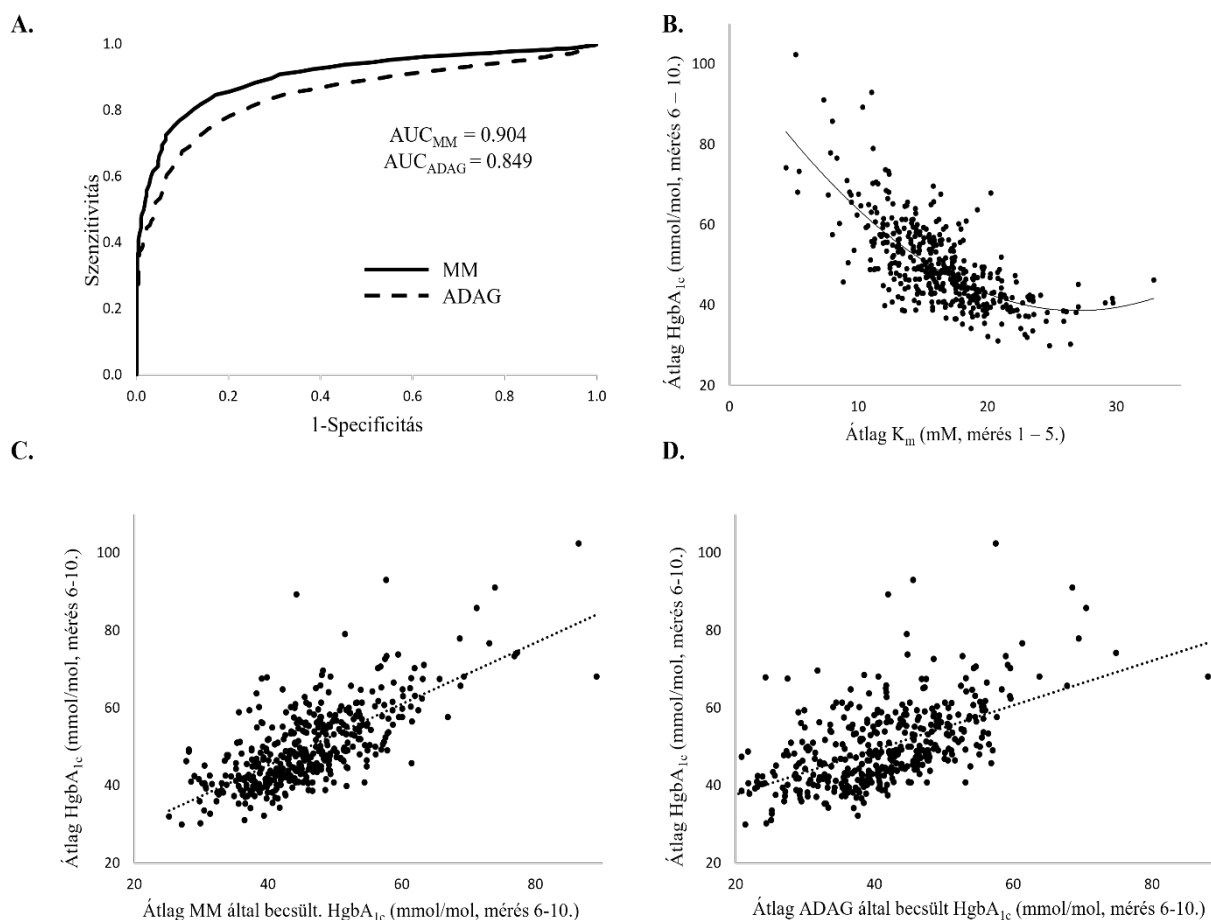 A.
Szenzitivitás
1.0
0.8
0.6
0.4
0.2
0.0
AUC_MM = 0.904
AUC_ADAG = 0.849
MM
ADAG
0.0 0.2 0.4 0.6 0.8 1.0
1-Specificitás
B.
Átlag HgbA1c (mmol/mol, mérés 6 – 10.)
100
80
60
40
20
0 10 20 30
Átlag Km (mM, mérés 1 – 5.)
C.
Átlag HgbA1c (mmol/mol, mérés 6-10.)
100
80
60
40
20
20 40 60 80
Átlag MM által becsült. HgbA1c (mmol/mol, mérés 6-10.)
D.
Átlag HgbA1c (mmol/mol, mérés 6-10.)
100
80
60
40
20
20 40 60 80
Átlag ADAG által becsült HgbA1c (mmol/mol, mérés 6-10.)